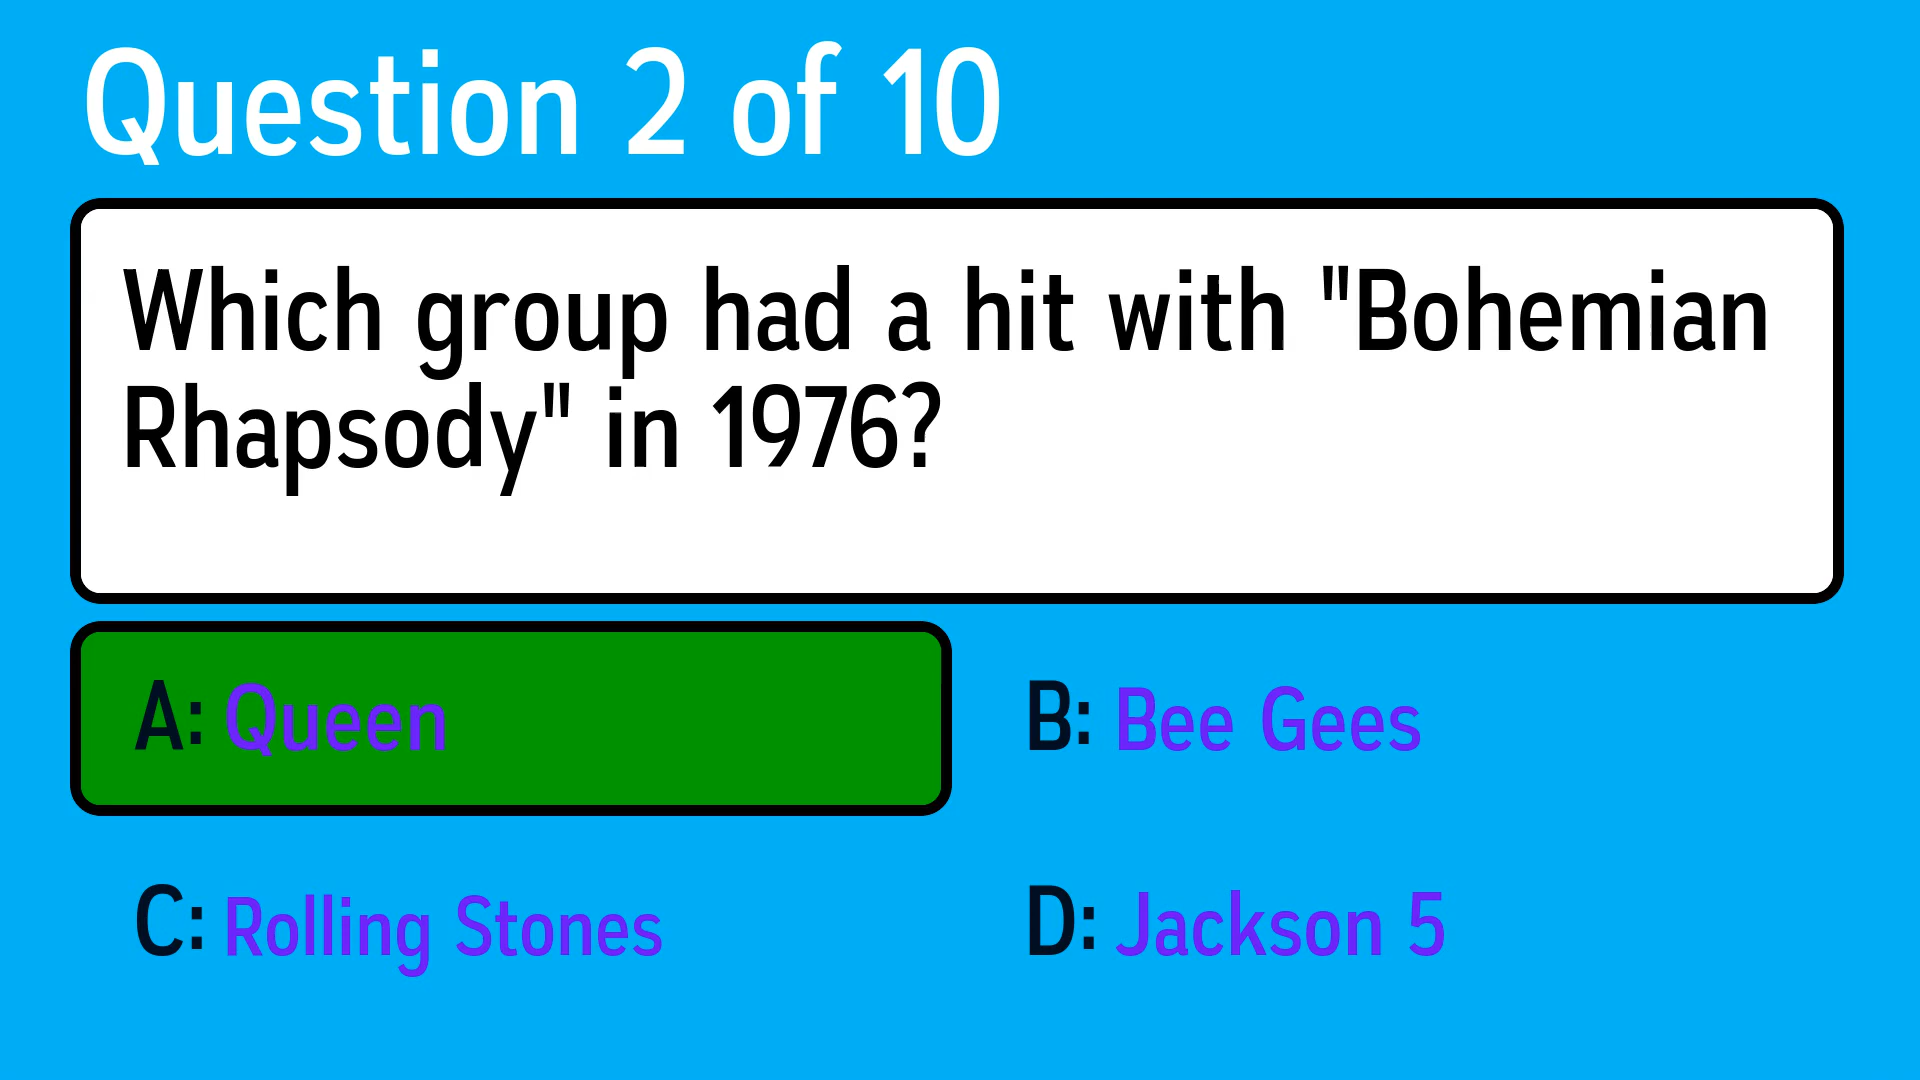 Question 2 of 10
Which group had a hit with "Bohemian
Rhapsody" in 1976?
A: Queen
B: Bee Gees
C: Rolling Stones
D: Jackson 5